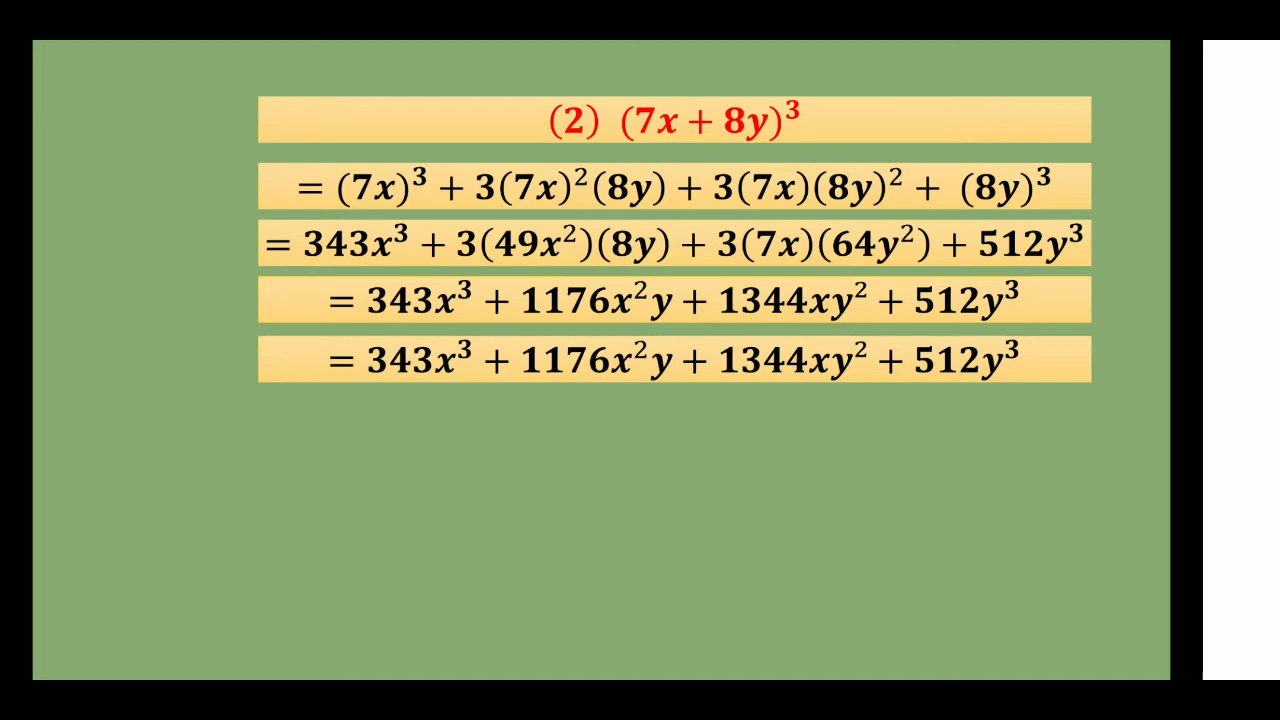 (2) (7x + 8y)³
= (7x)³ + 3(7x)²(8y) + 3(7x)(8y)² + (8y)³
= 343x³ + 3(49x²)(8y) + 3(7x)(64y²) + 512y³
= 343x³ + 1176x²y + 1344xy² + 512y³
= 343x³ + 1176x²y + 1344xy² + 512y³